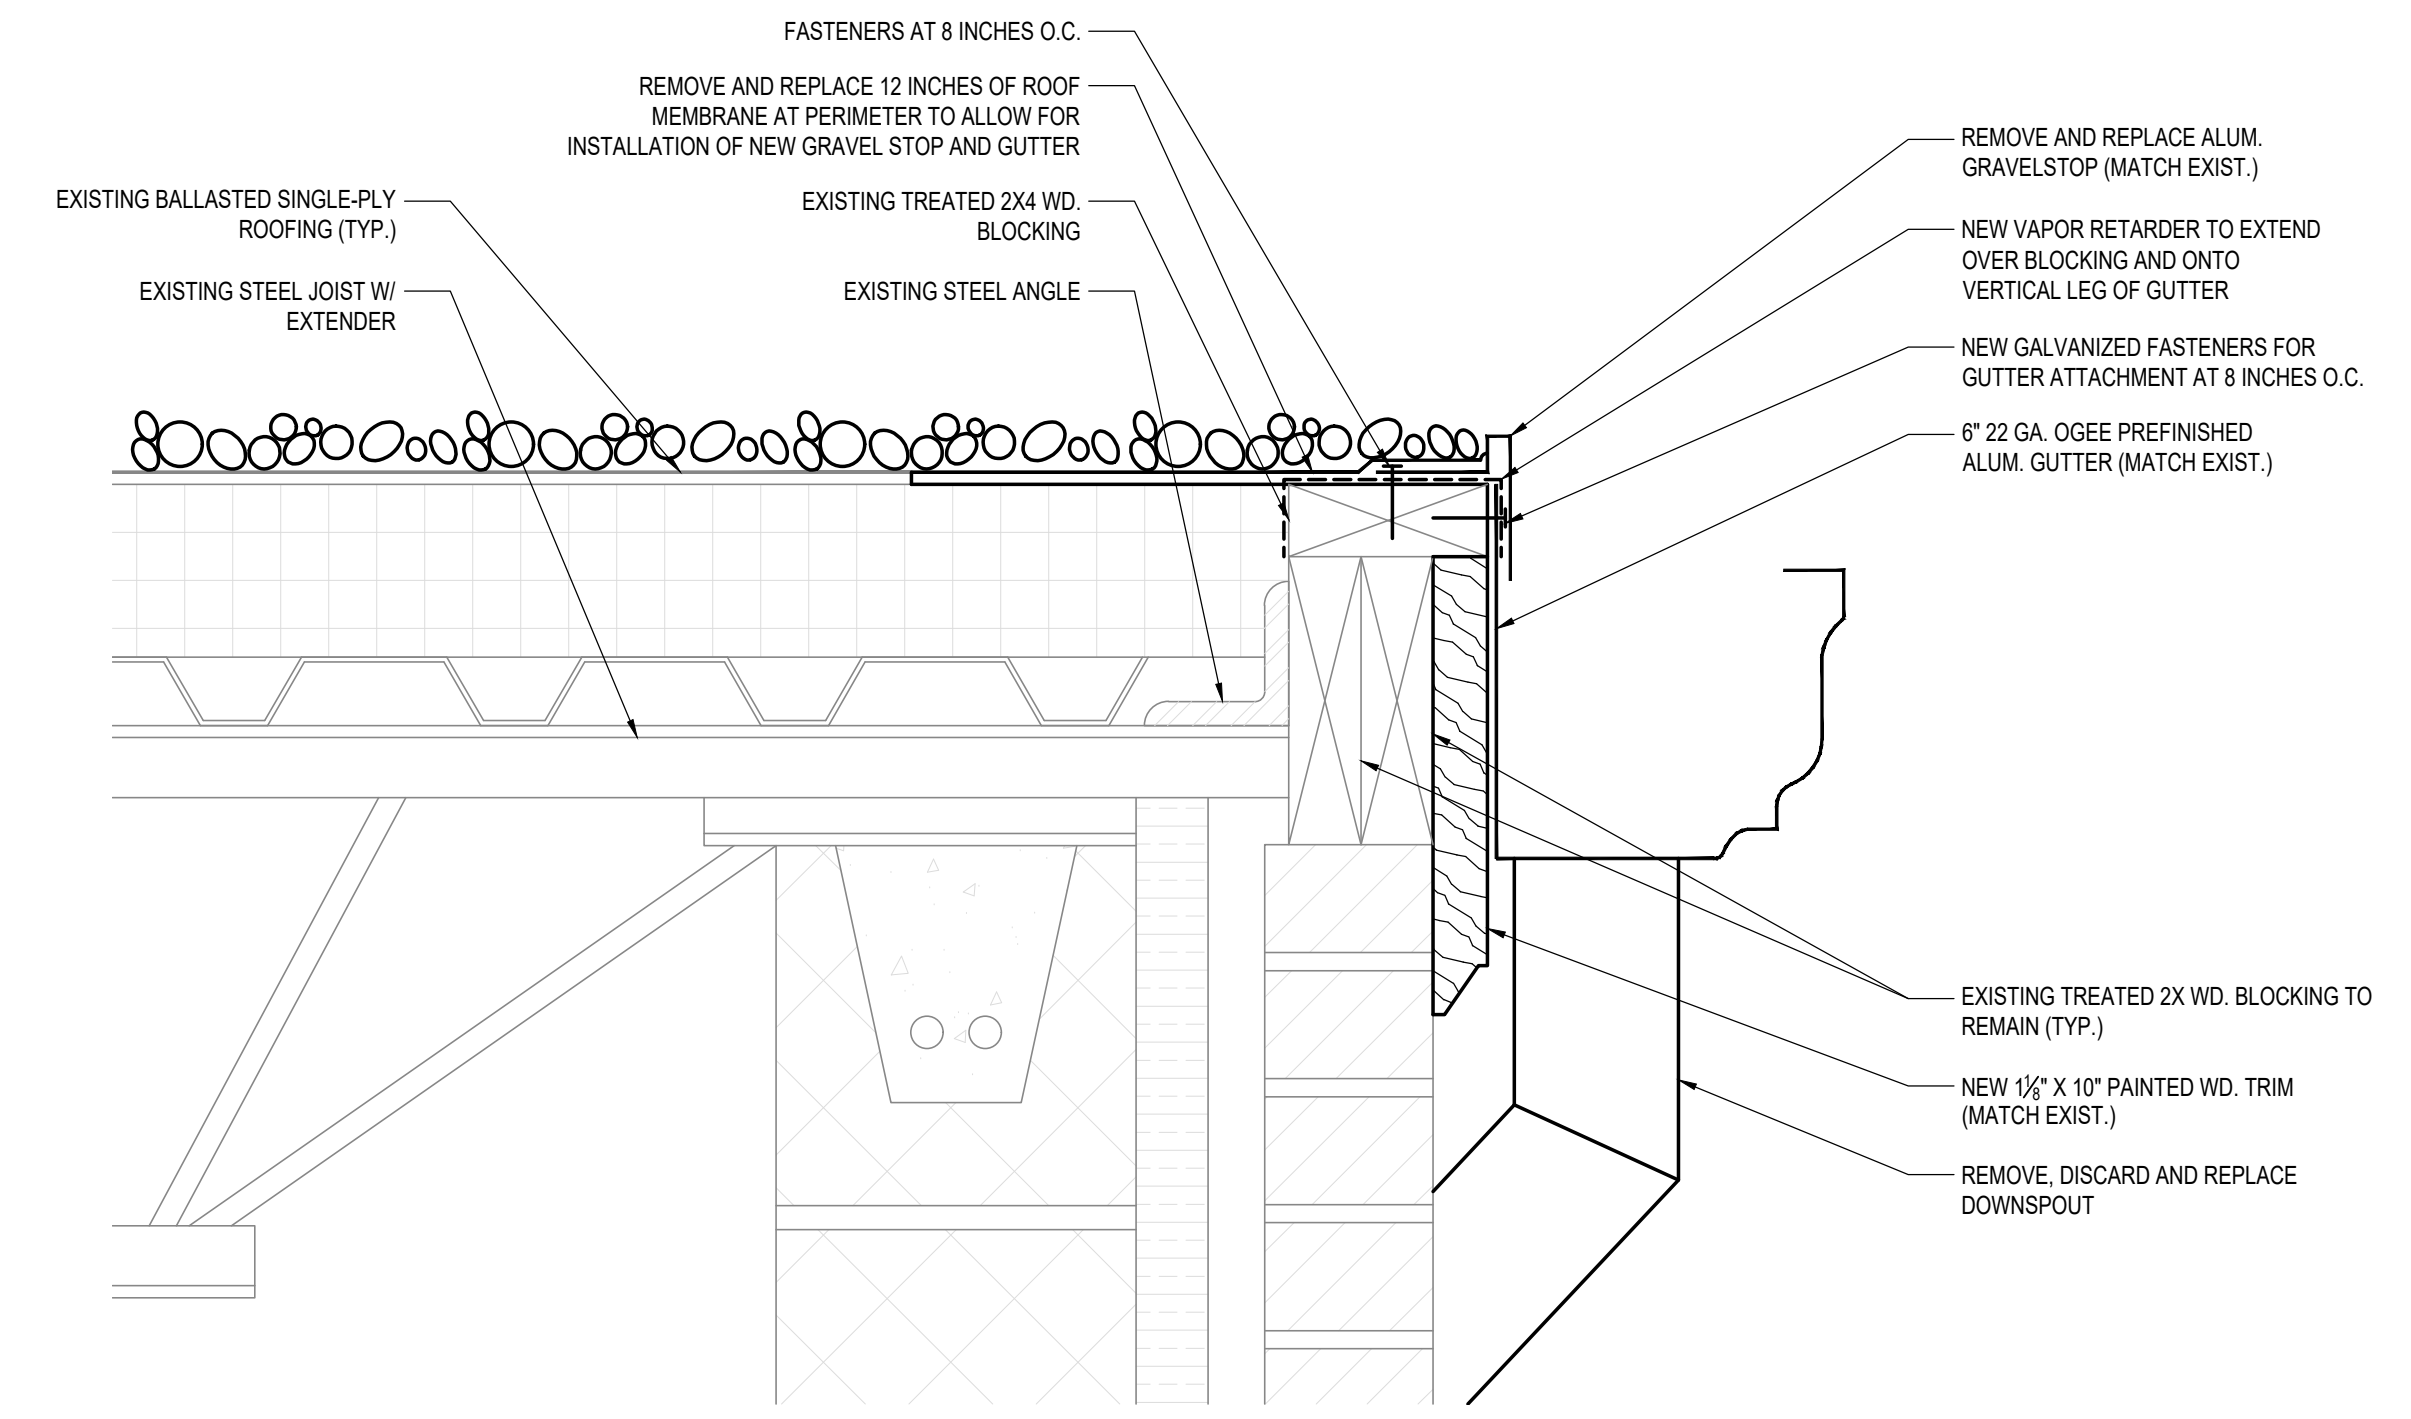 FASTENERS AT 8 INCHES O.C.
REMOVE AND REPLACE 12 INCHES OF ROOF
MEMBRANE AT PERIMETER TO ALLOW FOR
INSTALLATION OF NEW GRAVEL STOP AND GUTTER
EXISTING BALLASTED SINGLE-PLY
ROOFING (TYP.)
EXISTING TREATED 2X4 WD.
BLOCKING
EXISTING STEEL JOIST W/
EXTENDER
EXISTING STEEL ANGLE
REMOVE AND REPLACE ALUM.
GRAVELSTOP (MATCH EXIST.)
NEW VAPOR RETARDER TO EXTEND
OVER BLOCKING AND ONTO
VERTICAL LEG OF GUTTER
NEW GALVANIZED FASTENERS FOR
GUTTER ATTACHMENT AT 8 INCHES O.C.
6" 22 GA. OGEE PREFINISHED
ALUM. GUTTER (MATCH EXIST.)
EXISTING TREATED 2X WD. BLOCKING TO
REMAIN (TYP.)
NEW 1⅛" X 10" PAINTED WD. TRIM
(MATCH EXIST.)
REMOVE, DISCARD AND REPLACE
DOWNSPOUT